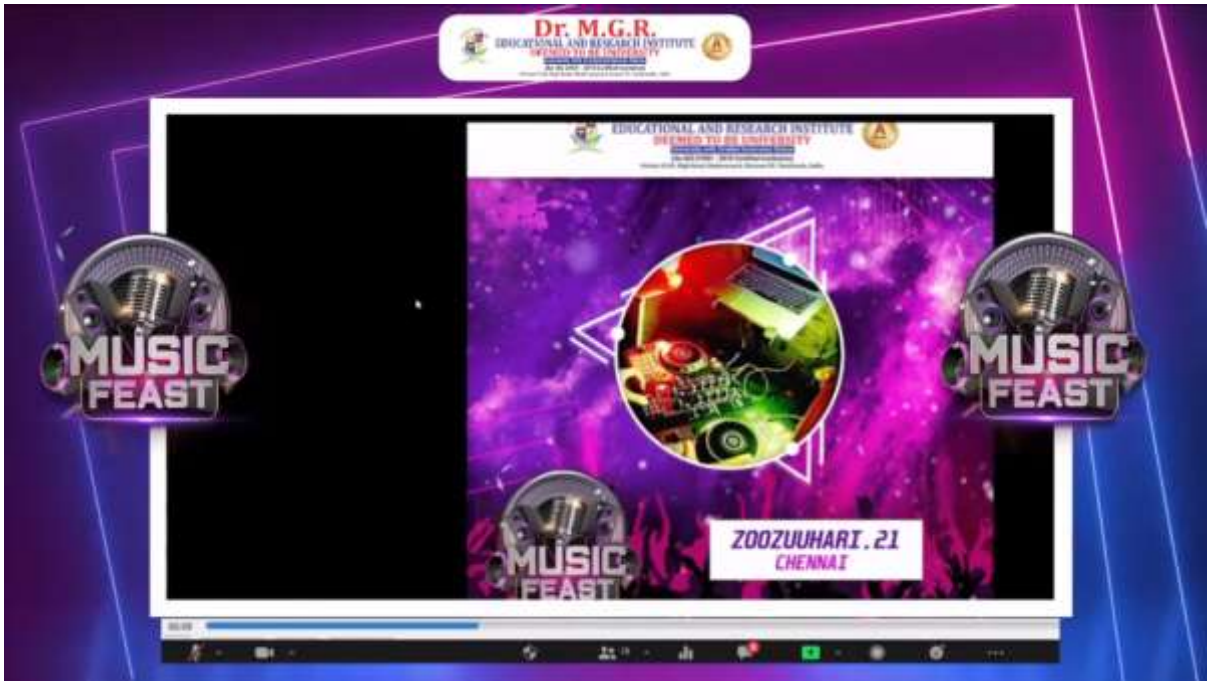 Dr. M.G.R.
EDUCATIONAL AND RESEARCH INSTITUTE
DEEMED TO BE UNIVERSITY
EDUCATIONAL AND RESEARCH INSTITUTE
DEEMED TO BE UNIVERSITY
MUSIC
FEAST
MUSIC
FEAST
ZOOZUUHARI.21
CHENNAI
MUSIC
FEAST